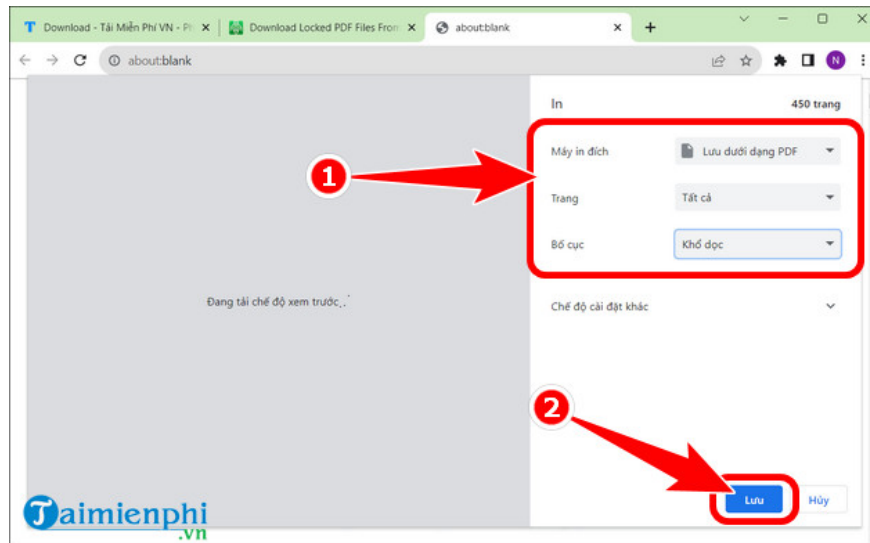 Download - Tải Miễn Phí VN - Ph
Download Locked PDF Files From
about:blank
about:blank
N
In
450 trang
Máy in đích
Lưu dưới dạng PDF
1
Trang
Tất cả
Bố cục
Khổ dọc
Đang tải chế độ xem trước...
Chế độ cài đặt khác
2
Lưu
Hủy
Taimienphi
.vn